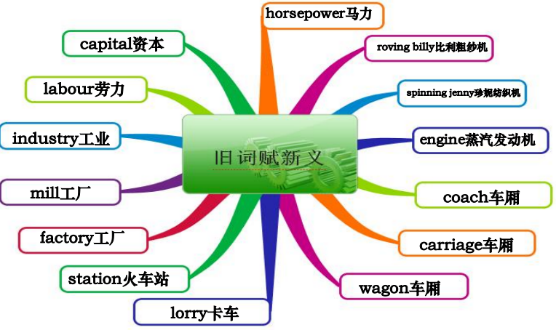 horsepower马力
roving billy比利粗纱机
spinning jenny珍妮纺织机
engine蒸汽发动机
coach车厢
carriage车厢
wagon车厢
lorry卡车
station火车站
factory工厂
mill工厂
industry工业
labour劳力
capital资本
旧词赋新义